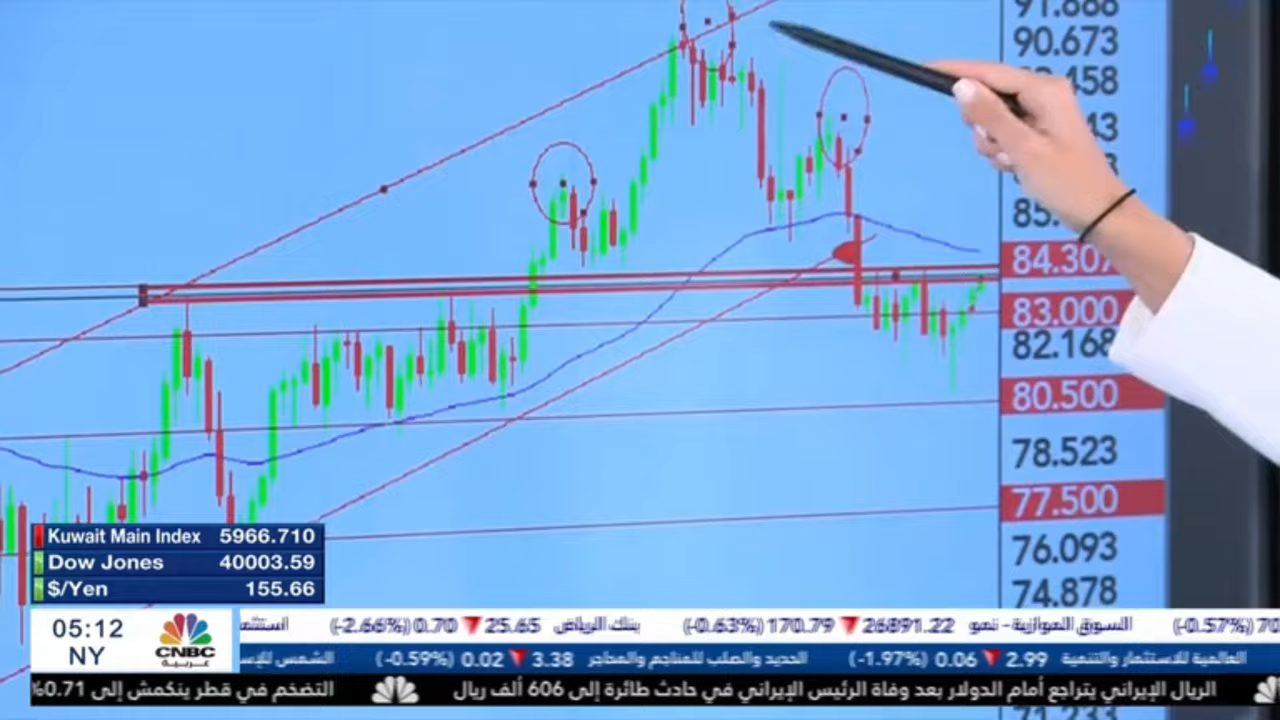 90.673
85.
84.307
83.000
82.168
80.500
78.523
77.500
76.093
74.878
Kuwait Main Index 5966.710
Dow Jones 40003.59
$/Yen 155.66
05:12
NY
CNBC
عربية
(-0.57%) السوق الموازية- نمو 26891.22 170.79 (-0.63%) بنك الرياض 25.65 0.70 (-2.66%)
العالمية للاستثمار والتنمية 2.99 0.06 (-1.97%) الحديد والصلب للمناجم والمحاجر 3.38 0.02 (-0.59%)
الريال الإيراني يتراجع أمام الدولار بعد وفاة الرئيس الإيراني في حادث طائرة إلى 606 ألف ريال التضخم في قطر ينكمش إلى 0.71%